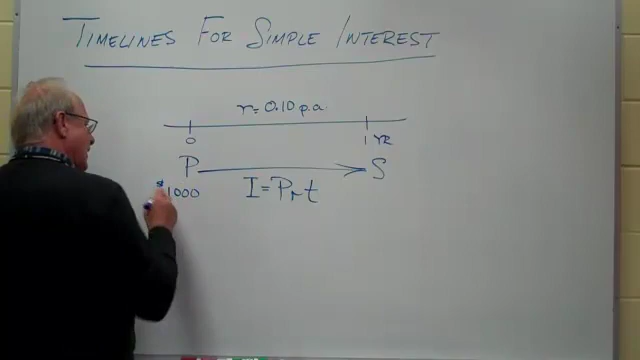 TIMELINES FOR SIMPLE INTEREST
r = 0.10 p.a.
0 1 YR
P S
$1000 I = Prt